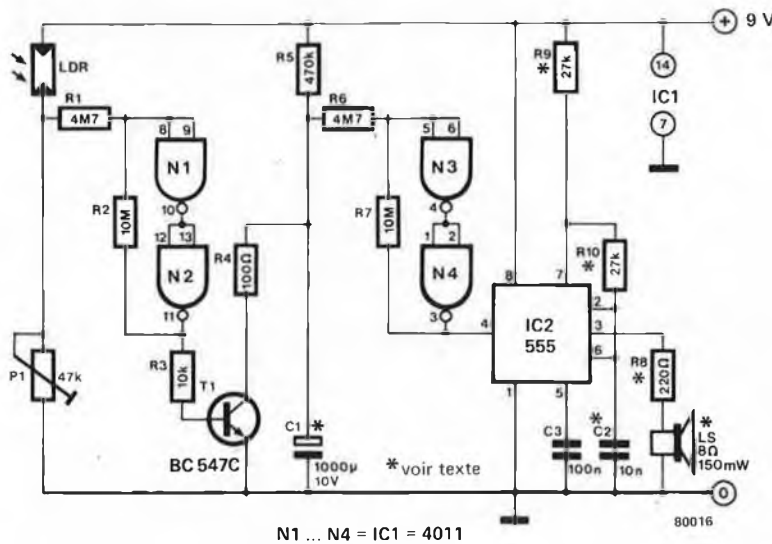 9 V
LDR
R1
4M7
8 9
N1
10
R2
10M
12 13
N2
11
R3
10k
P1
47k
T1
BC 547C
R4
100Ω
R5
470k
R6
4M7
5 6
N3
4
R7
10M
1 2
N4
3
C1 *
1000µ
10V
*voir texte
R9
*
27k
14
IC1
7
8 7
R10
*
27k
IC2
555
4
2
3
6
1 5
R8
*
220Ω
C3
100n
* C2
10n
*
LS
8Ω
150mW
0
80016
N1 ... N4 = IC1 = 4011